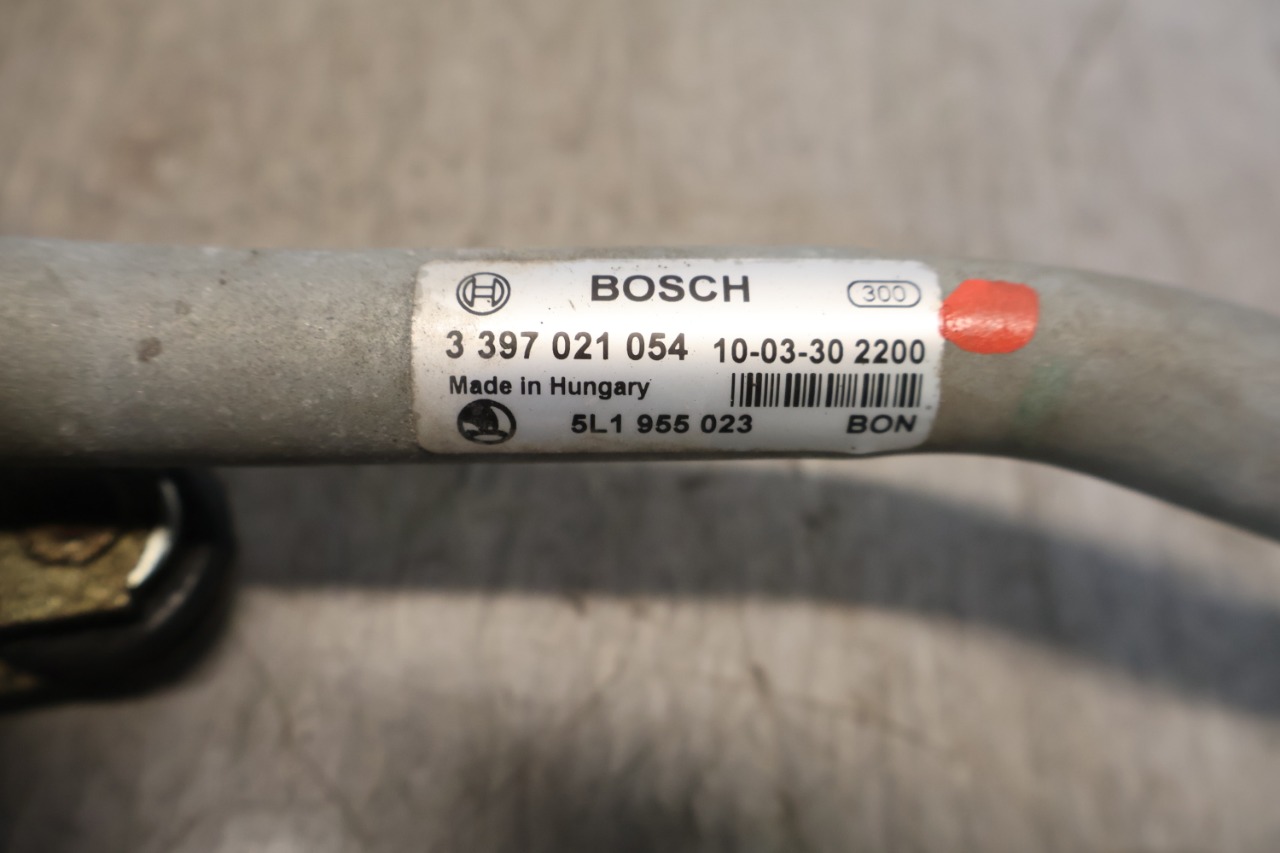 BOSCH 300
3 397 021 054 10-03-30 2200
Made in Hungary
5L1 955 023 BON